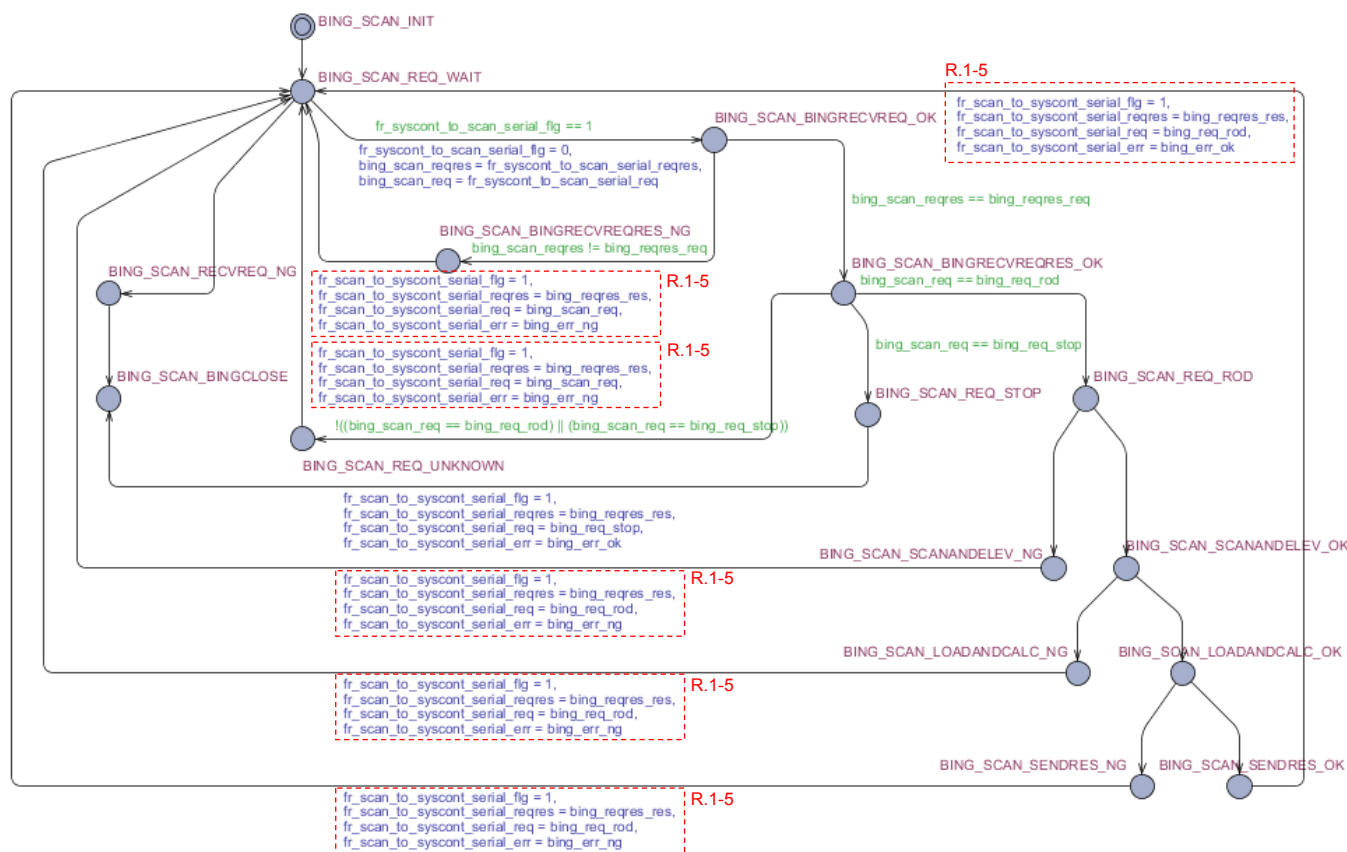 BING_SCAN_INIT
BING_SCAN_REQ_WAIT
R.1-5
fr_scan_to_syscont_serial_flg = 1,
fr_scan_to_syscont_serial_reqres = bing_reqres_res,
fr_scan_to_syscont_serial_req = bing_req_rod,
fr_scan_to_syscont_serial_err = bing_err_ok
BING_SCAN_BINGRECVREQ_OK
fr_syscont_to_scan_serial_flg == 1
fr_syscont_to_scan_serial_flg = 0,
bing_scan_reqres = fr_syscont_to_scan_serial_reqres,
bing_scan_req = fr_syscont_to_scan_serial_req
bing_scan_reqres == bing_reqres_req
BING_SCAN_BINGRECVREQRES_NG
bing_scan_reqres != bing_reqres_req
BING_SCAN_RECVREQ_NG
BING_SCAN_BINGRECVREQRES_OK
bing_scan_req == bing_req_rod
fr_scan_to_syscont_serial_flg = 1,
fr_scan_to_syscont_serial_reqres = bing_reqres_res,
fr_scan_to_syscont_serial_req = bing_scan_req,
fr_scan_to_syscont_serial_err = bing_err_ng
R.1-5
fr_scan_to_syscont_serial_flg = 1,
fr_scan_to_syscont_serial_reqres = bing_reqres_res,
fr_scan_to_syscont_serial_req = bing_scan_req,
fr_scan_to_syscont_serial_err = bing_err_ng
R.1-5
bing_scan_req == bing_req_stop
BING_SCAN_BINGCLOSE
BING_SCAN_REQ_STOP
BING_SCAN_REQ_ROD
!((bing_scan_req == bing_req_rod) || (bing_scan_req == bing_req_stop))
BING_SCAN_REQ_UNKNOWN
fr_scan_to_syscont_serial_flg = 1,
fr_scan_to_syscont_serial_reqres = bing_reqres_res,
fr_scan_to_syscont_serial_req = bing_req_stop,
fr_scan_to_syscont_serial_err = bing_err_ok
BING_SCAN_SCANANDELEV_NG
BING_SCAN_SCANANDELEV_OK
fr_scan_to_syscont_serial_flg = 1,
fr_scan_to_syscont_serial_reqres = bing_reqres_res,
fr_scan_to_syscont_serial_req = bing_req_rod,
fr_scan_to_syscont_serial_err = bing_err_ng
R.1-5
BING_SCAN_LOADANDCALC_NG
BING_SCAN_LOADANDCALC_OK
fr_scan_to_syscont_serial_flg = 1,
fr_scan_to_syscont_serial_reqres = bing_reqres_res,
fr_scan_to_syscont_serial_req = bing_req_rod,
fr_scan_to_syscont_serial_err = bing_err_ng
R.1-5
BING_SCAN_SENDRES_NG
BING_SCAN_SENDRES_OK
fr_scan_to_syscont_serial_flg = 1,
fr_scan_to_syscont_serial_reqres = bing_reqres_res,
fr_scan_to_syscont_serial_req = bing_req_rod,
fr_scan_to_syscont_serial_err = bing_err_ng
R.1-5